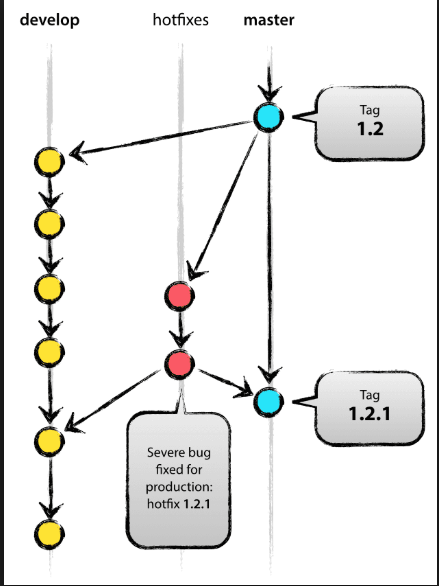 develop
hotfixes
master
Tag
1.2
Tag
1.2.1
Severe bug
fixed for
production:
hotfix 1.2.1